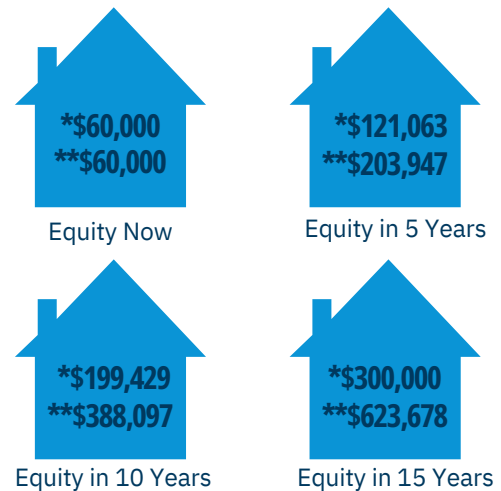 *$60,000
**$60,000
Equity Now
*$121,063
**$203,947
Equity in 5 Years
*$199,429
**$388,097
Equity in 10 Years
*$300,000
**$623,678
Equity in 15 Years